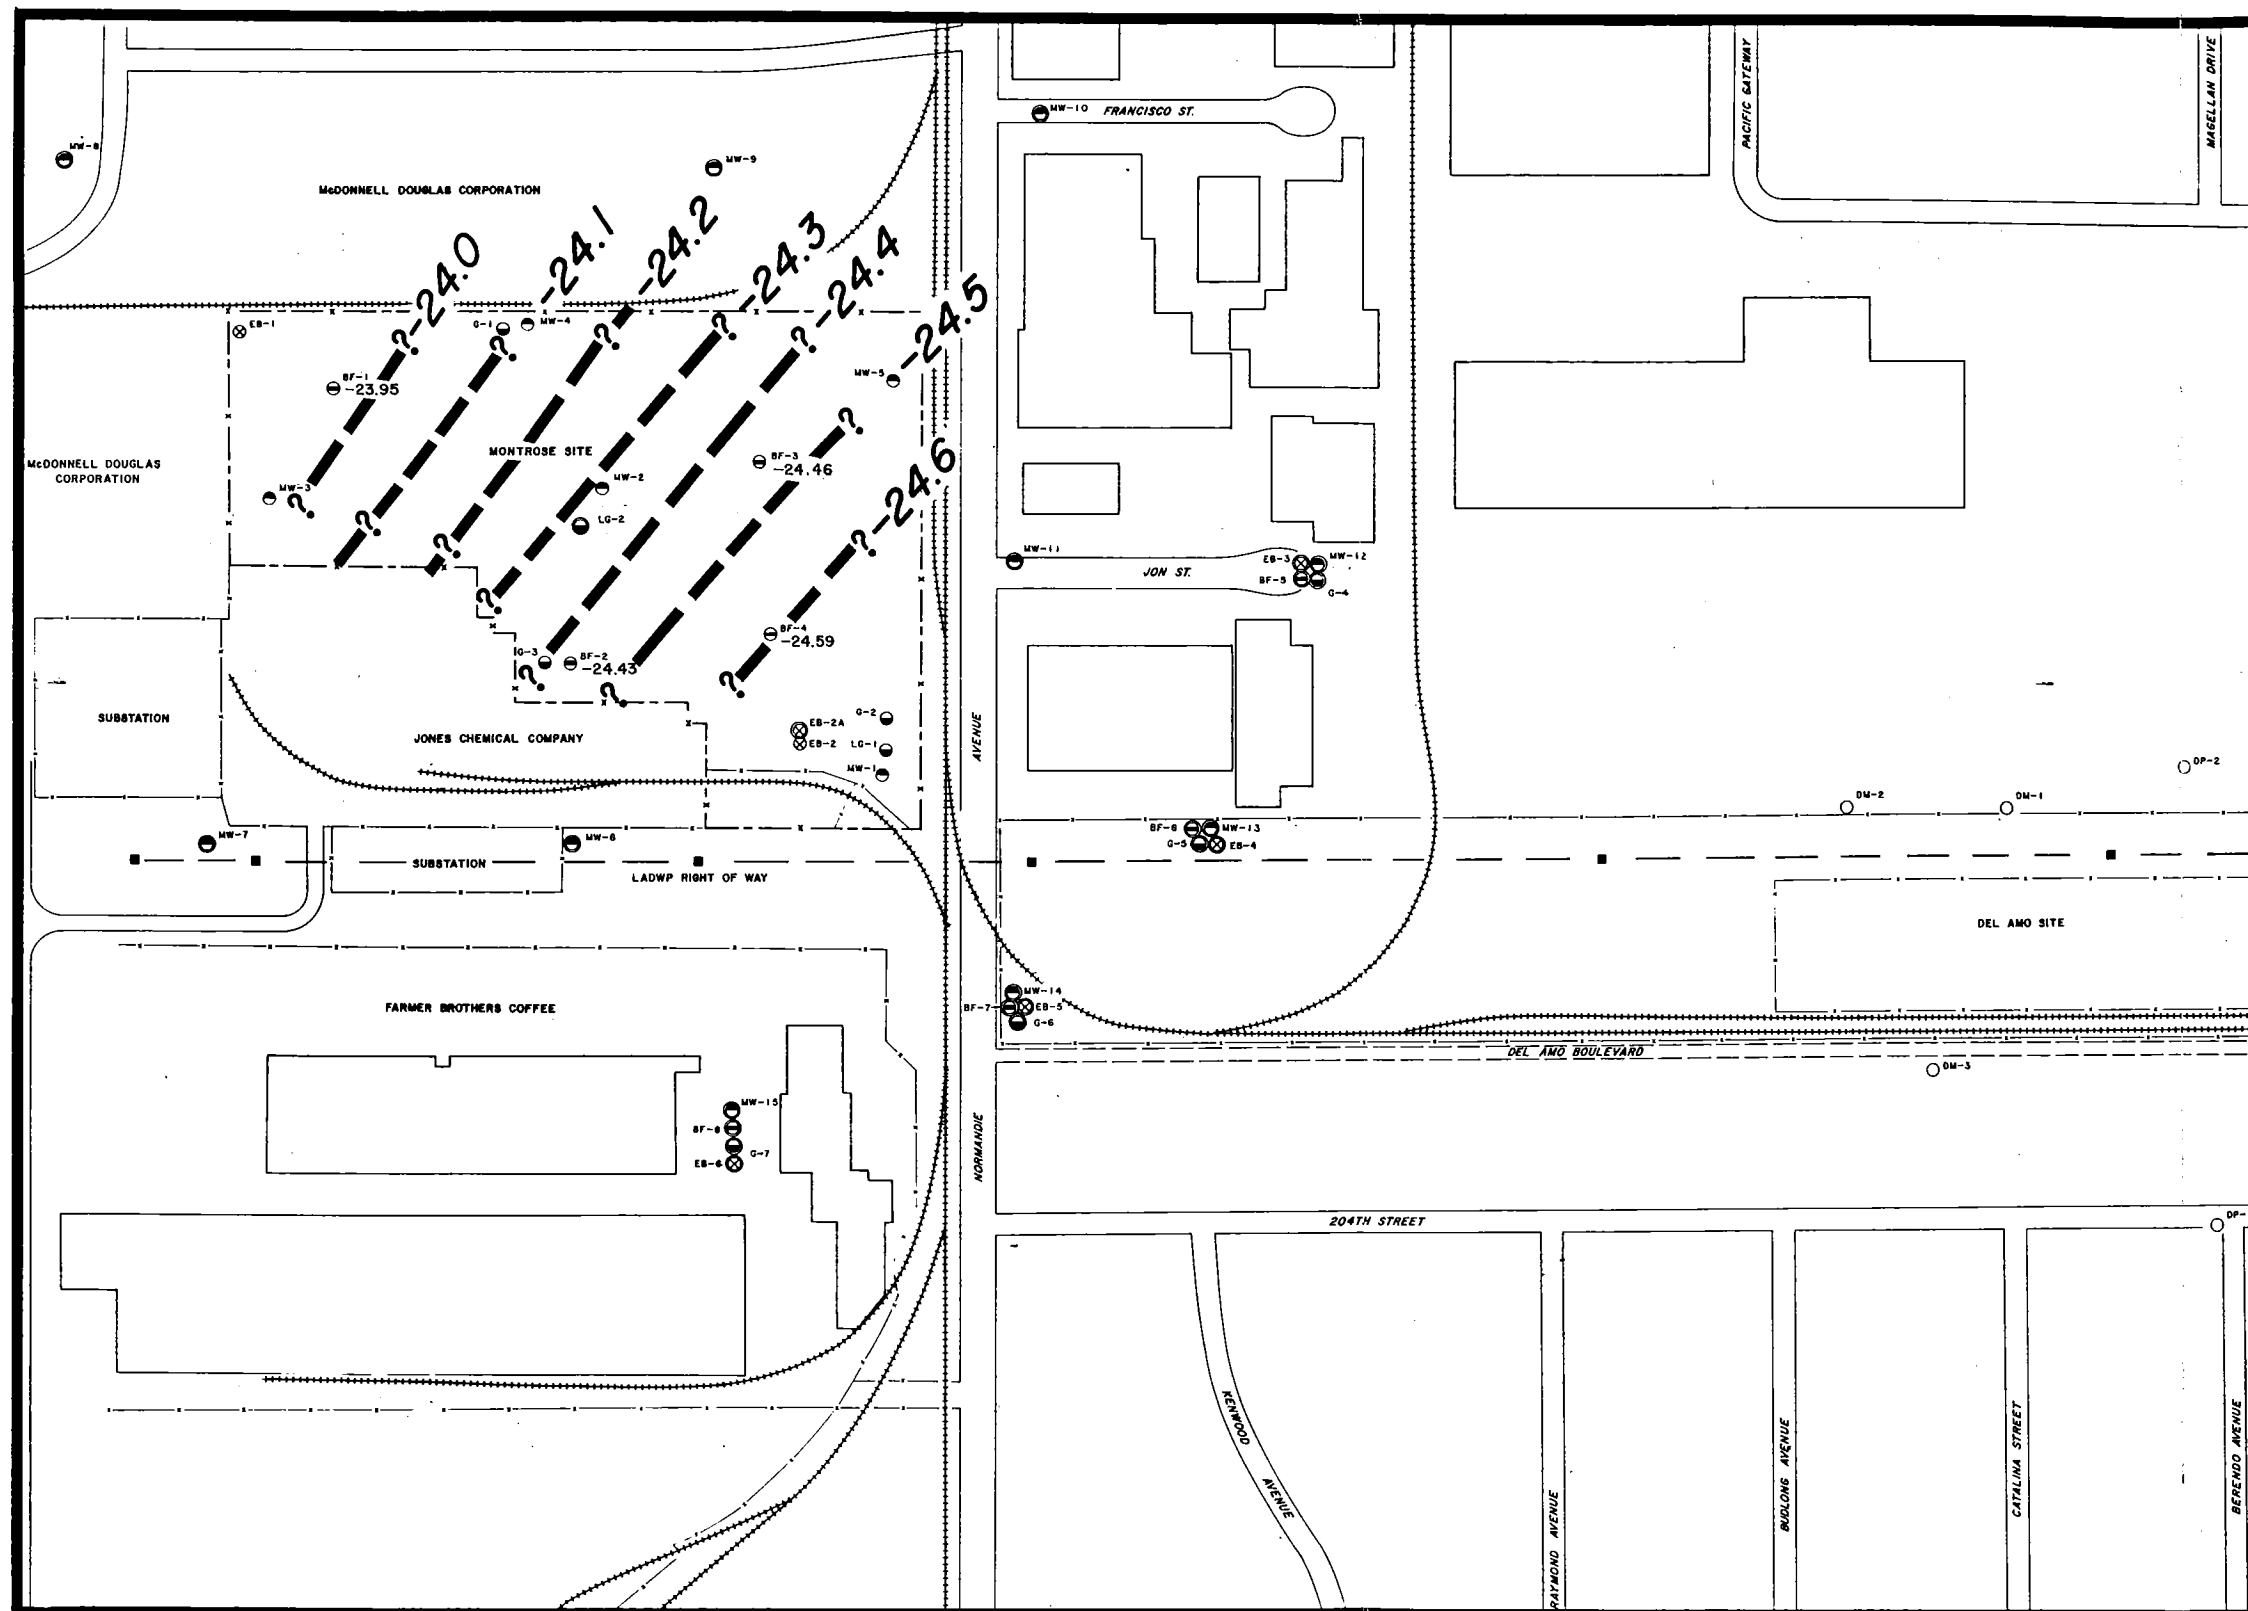 PACIFIC GATEWAY
MAGELLAN DRIVE
MW-10
FRANCISCO ST.
MW-8
MW-9
McDONNELL DOUGLAS CORPORATION
-24.0
-24.1
-24.2
-24.3
-24.4
-24.5
EB-1
G-1
MW-4
?
?
?
?
?
BF-1
-23.95
MW-5
?
MONTROSE SITE
McDONNELL DOUGLAS
CORPORATION
BF-3
-24.46
-24.6
MW-3
?
MW-2
LG-2
?
?
?
MW-11
JON ST.
EB-3
MW-12
BF-5
G-4
?
BF-4
-24.59
G-3
BF-2
-24.43
?
?
?
SUBSTATION
JONES CHEMICAL COMPANY
G-2
EB-2A
EB-2
LG-1
MW-1
AVENUE
DP-2
DM-2
DM-1
MW-7
MW-6
BF-6
MW-13
G-5
EB-4
SUBSTATION
LADWP RIGHT OF WAY
DEL AMO SITE
FARMER BROTHERS COFFEE
MW-14
BF-7
EB-5
G-6
DEL AMO BOULEVARD
DM-3
MW-15
BF-8
G-7
EB-6
NORMANDIE
204TH STREET
DP-
KENWOOD
AVENUE
RAYMOND AVENUE
BUDLONG AVENUE
CATALINA STREET
BERENDO AVENUE